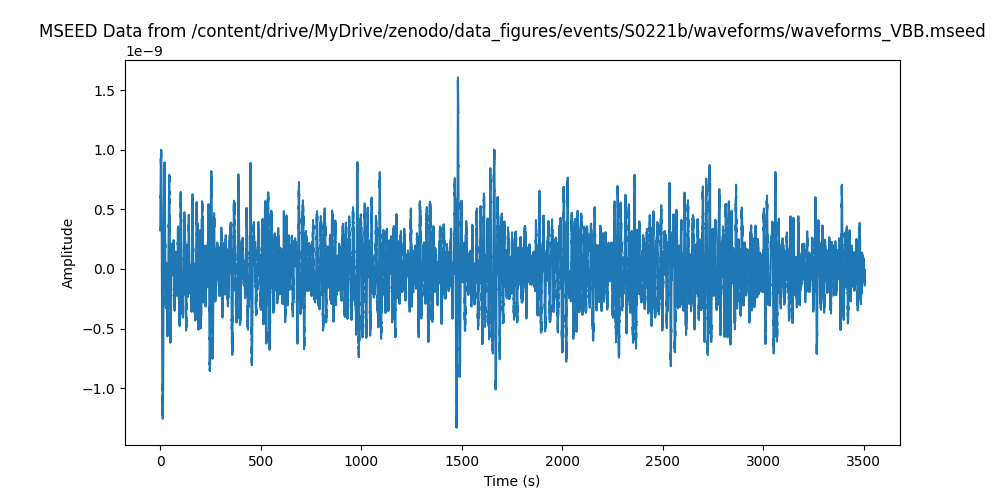 MSEED Data from /content/drive/MyDrive/zenodo/data_figures/events/S0221b/waveforms/waveforms_VBB.mseed
1e−9
1.5
1.0
0.5
0.0
−0.5
−1.0
Amplitude
0 500 1000 1500 2000 2500 3000 3500
Time (s)